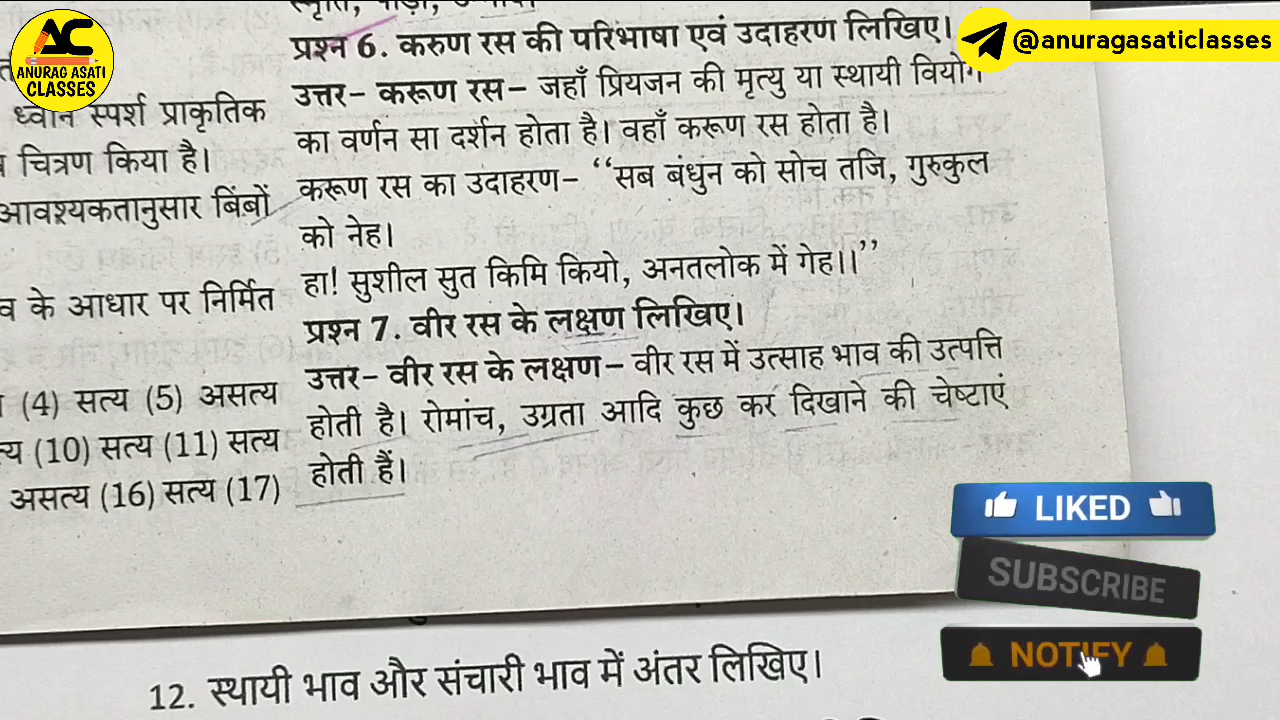 AC
ANURAG ASATI
CLASSES
@anuragasaticlasses
स्पर्श प्राकृतिक
चित्रण किया है।
आवश्यकतानुसार बिंबों
के आधार पर निर्मित
(4) सत्य (5) असत्य
(10) सत्य (11) सत्य
असत्य (16) सत्य (17)
प्रश्न 6. करुण रस की परिभाषा एवं उदाहरण लिखिए।
उत्तर- करूण रस- जहाँ प्रियजन की मृत्यु या स्थायी वियोग
का वर्णन सा दर्शन होता है। वहाँ करूण रस होता है।
करूण रस का उदाहरण- “सब बंधुन को सोच तजि, गुरुकुल
को नेह।
हा! सुशील सुत किमि कियो, अनतलोक में गेह।।”
प्रश्न 7. वीर रस के लक्षण लिखिए।
उत्तर- वीर रस के लक्षण- वीर रस में उत्साह भाव की उत्पत्ति
होती है। रोमांच, उग्रता आदि कुछ कर दिखाने की चेष्टाएं
होती हैं।
LIKED
SUBSCRIBE
NOTIFY
12. स्थायी भाव और संचारी भाव में अंतर लिखिए।